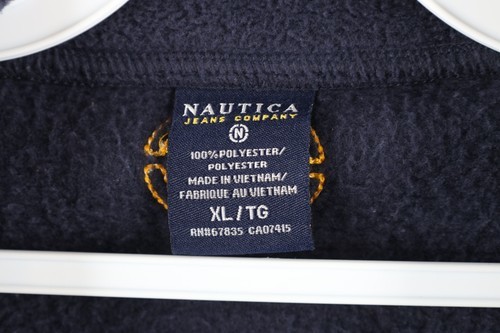 NAUTICA
JEANS COMPANY
N
100% POLYESTER/
POLYESTER
MADE IN VIETNAM/
FABRIQUE AU VIETNAM
XL/TG
RN#67835 CA07415